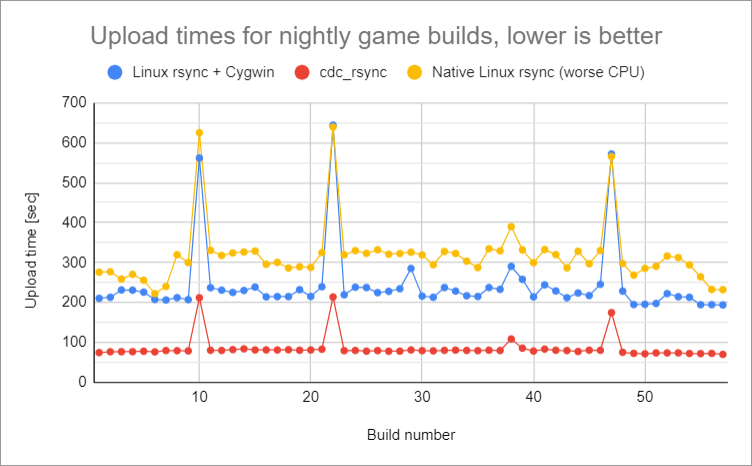 Upload times for nightly game builds, lower is better
Linux rsync + Cygwin cdc_rsync Native Linux rsync (worse CPU)
700
600
500
400
300
200
100
0
Upload time [sec]
10 20 30 40 50
Build number